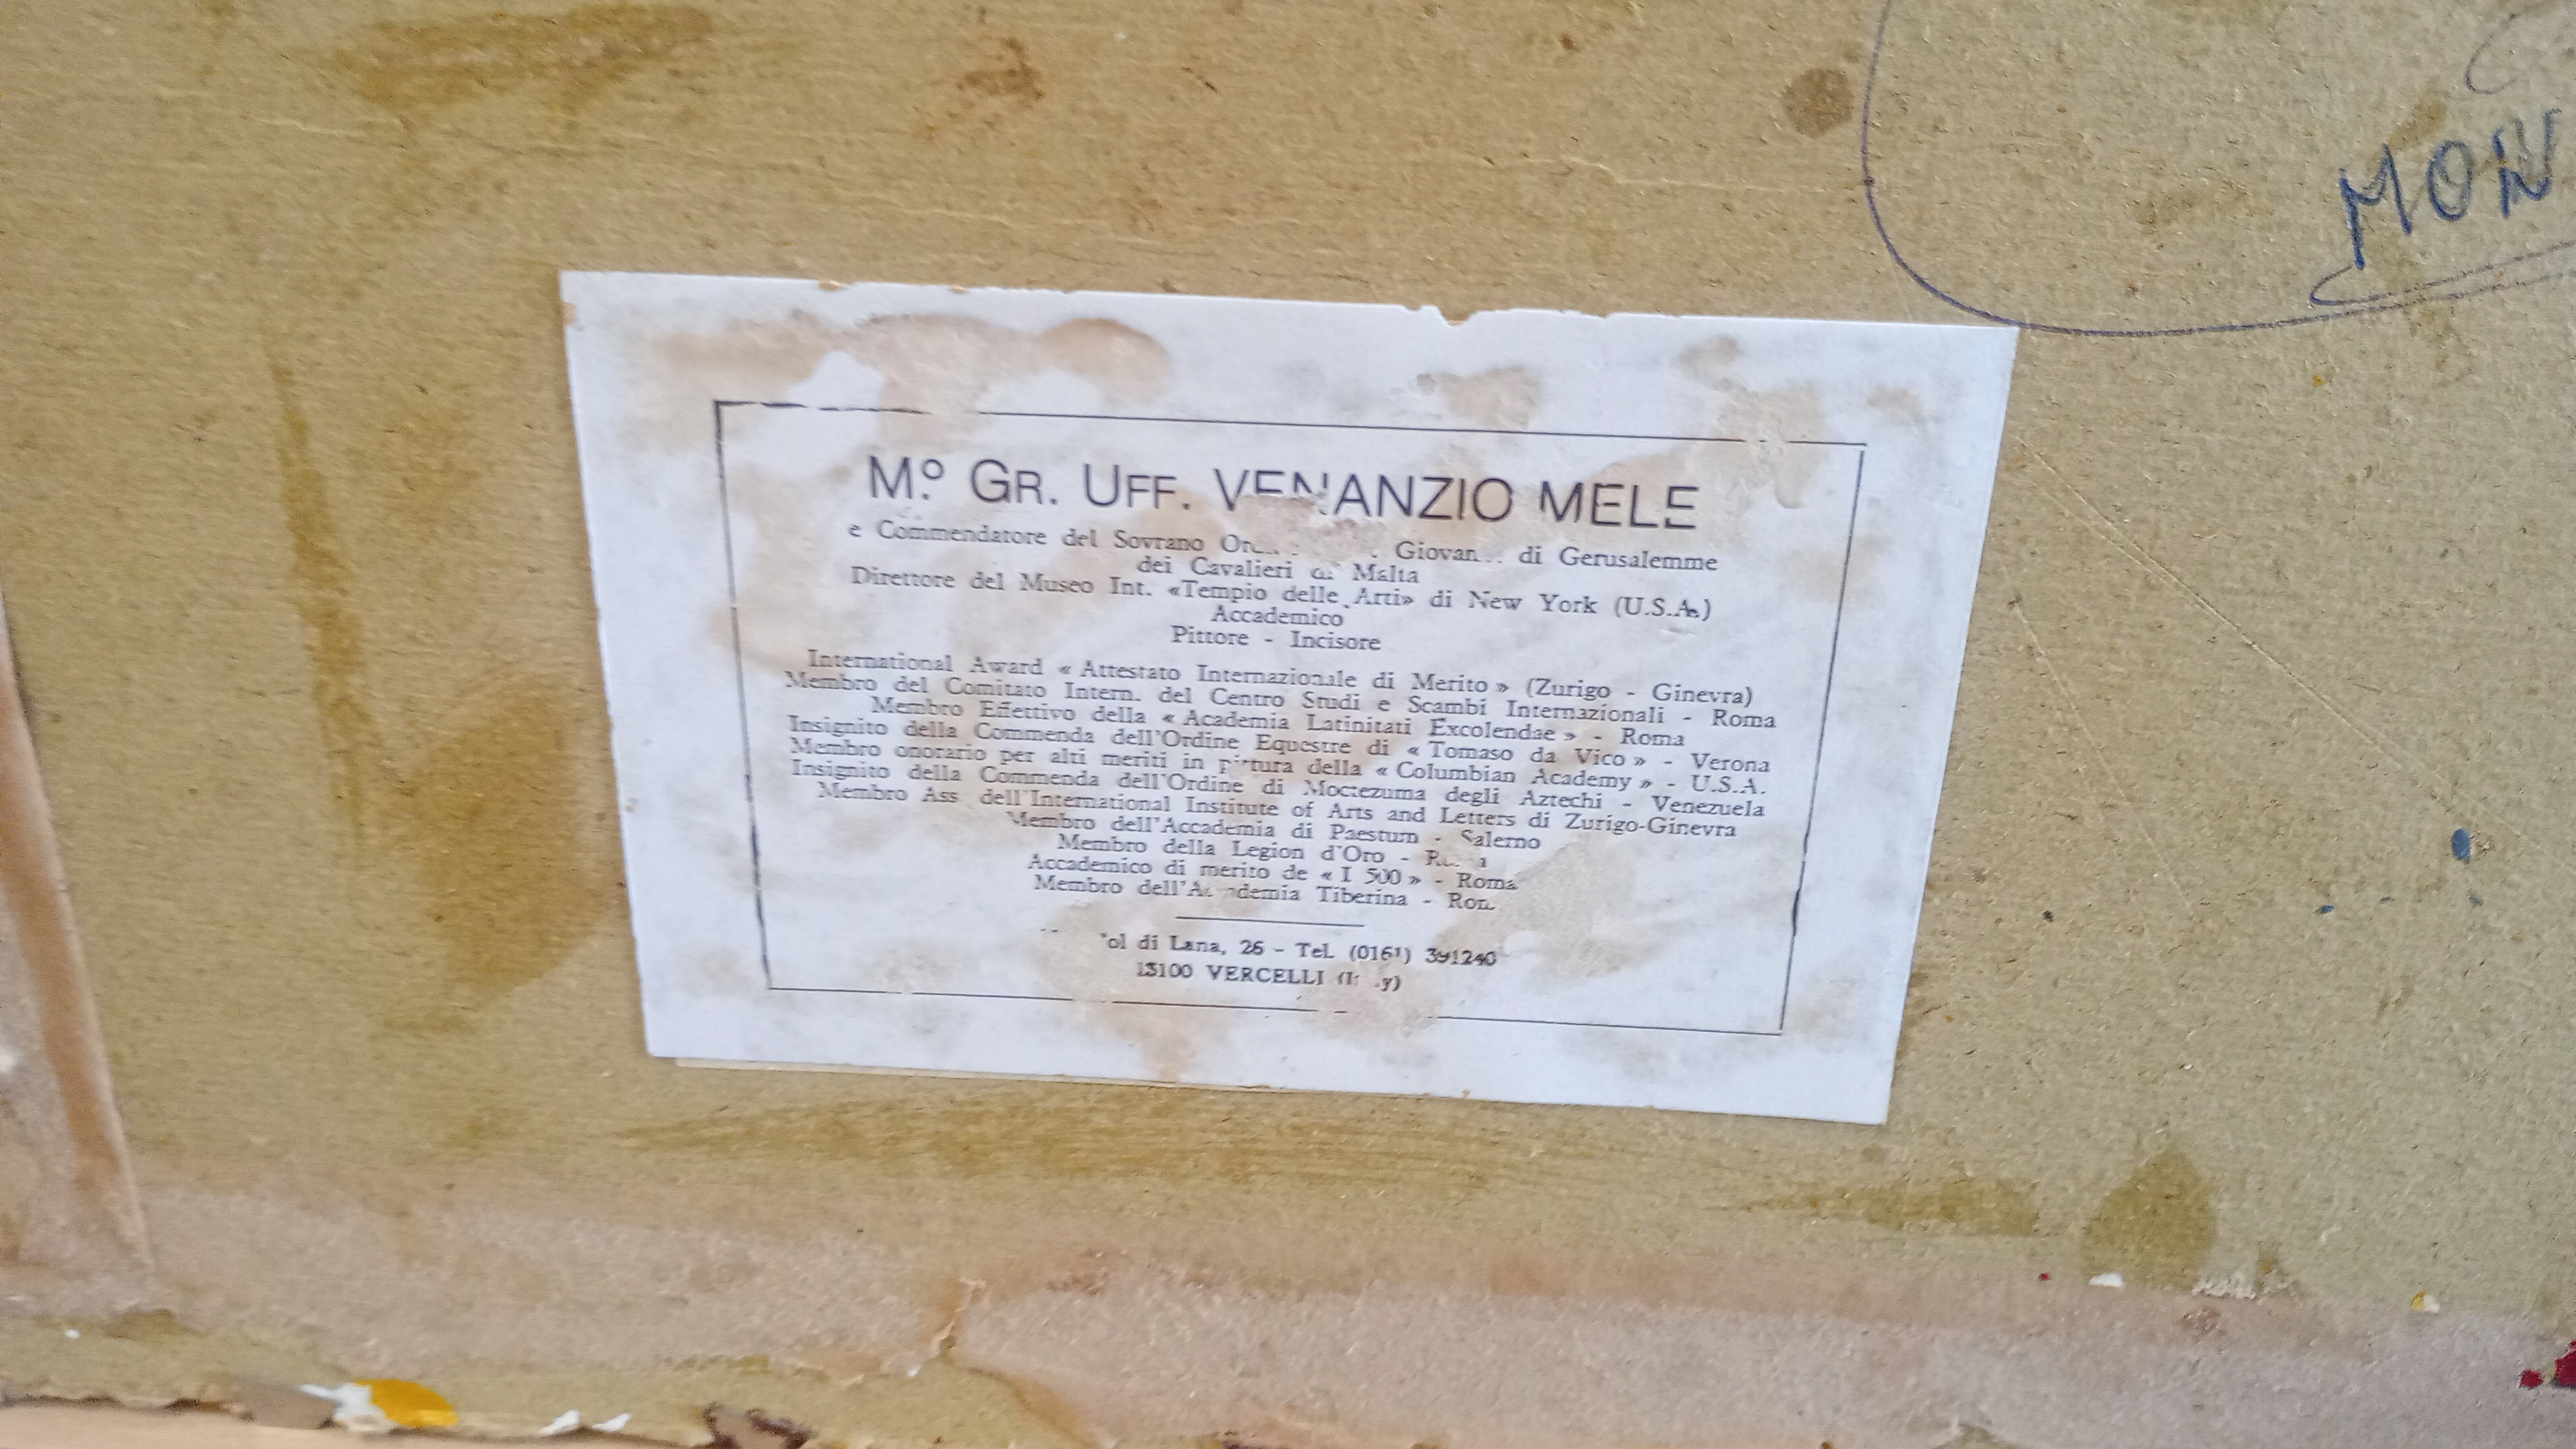 MON
M.º GR. UFF. VENANZIO MELE
e Commendatore del Sovrano di Gerusalemme
dei Cavalieri Malta
Direttore del Museo Int. «Tempio delle Arti» di New York (U.S.A.)
Accademico
Pittore - Incisore
International Award « Attestato Internazionale di Merito » (Zurigo - Ginevra)
Membro del Comitato Intern. del Centro Studi e Scambi Internazionali - Roma
Membro Effettivo della « Academia Latinitati Excolendae » - Roma
Insignito della Commenda dell'Ordine Equestre di « Tomaso da Vico » - Verona
Membro onorario per alti meriti in pittura della « Columbian Academy » - U.S.A.
Insignito della Commenda dell'Ordine di Moctezuma degli Aztechi - Venezuela
Membro Ass. dell'International Institute of Arts and Letters di Zurigo-Ginevra
Membro dell'Accademia di Paestum - Salerno
Membro della Legion d'Oro -
Accademico di merito de « I 500 » - Roma
Membro Tiberina -
di Lana, 26 - Tel. (0161) 391240
13100 VERCELLI